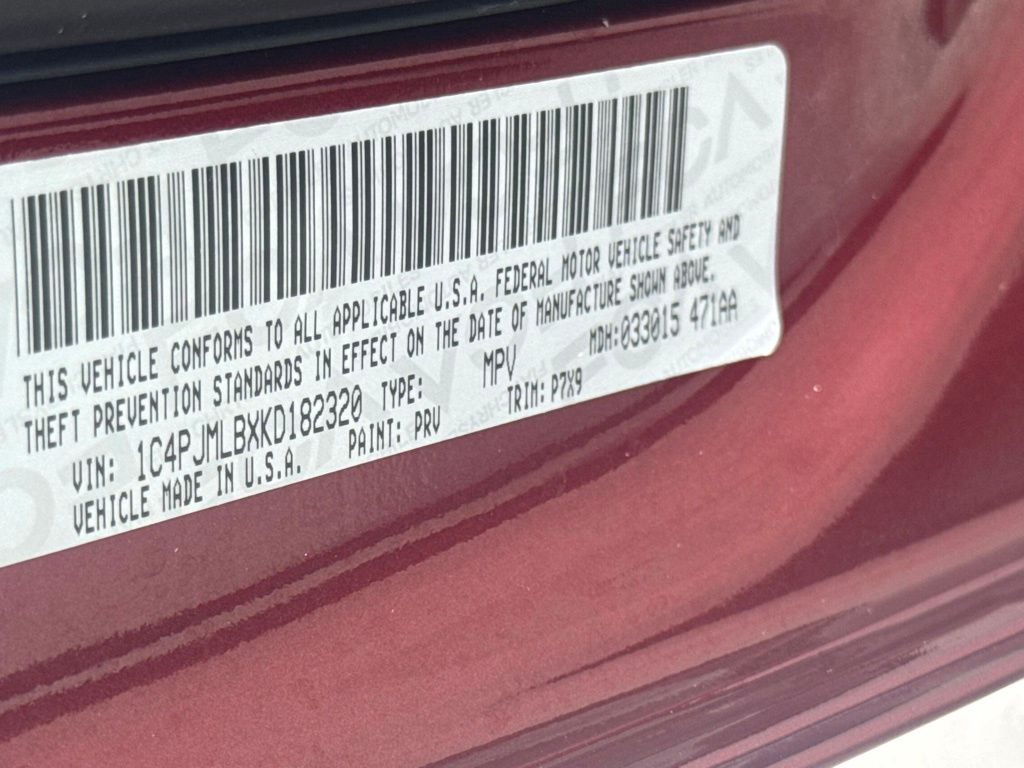 THIS VEHICLE CONFORMS TO ALL APPLICABLE U.S.A. FEDERAL MOTOR VEHICLE SAFETY AND
THEFT PREVENTION STANDARDS IN EFFECT ON THE DATE OF MANUFACTURE SHOWN ABOVE.
VIN: 1C4PJMLBXKD182320 TYPE: MPV MDH:033015 471AA
VEHICLE MADE IN U.S.A. PAINT: PRV TRIM: P7X9